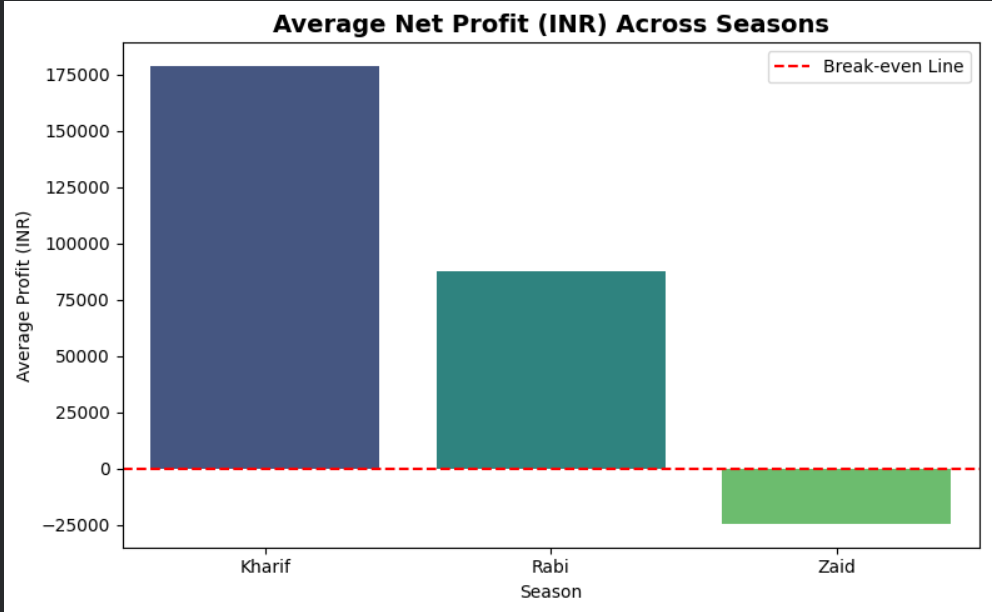 Average Net Profit (INR) Across Seasons
Break-even Line
Average Profit (INR)
175000
150000
125000
100000
75000
50000
25000
0
−25000
Kharif Rabi Zaid
Season